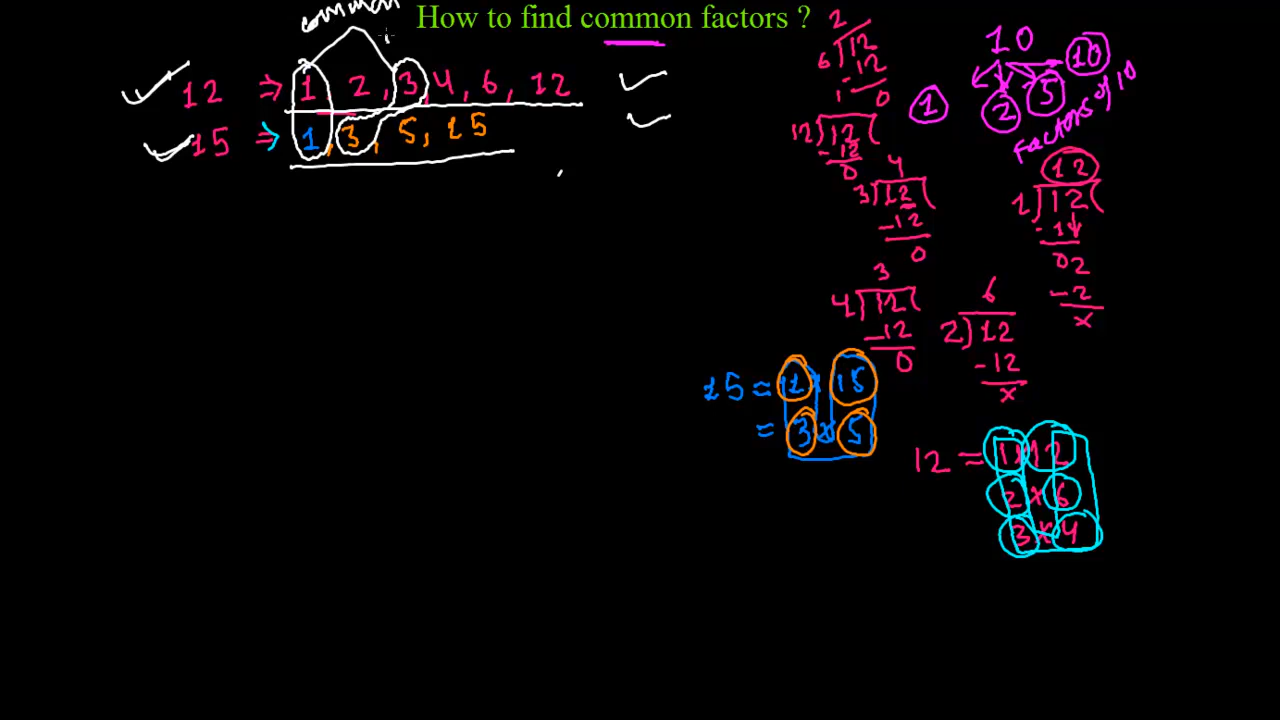 common
How to find common factors ?
12 ⇒ 1 2, 3, 4, 6, 12
15 ⇒ 1, 3, 5, 15
10
1 2 5 10
factors of 10
2
6)12
-12
0
12)12(
-12
0
4
3)12(
-12
0
3
4)12(
-12
0
12
1)12(
-1↓
02
-2
x
6
2)12
-12
x
15 = 1 x 15
= 3 x 5
12 = 1 x 12
2 x 6
3 x 4